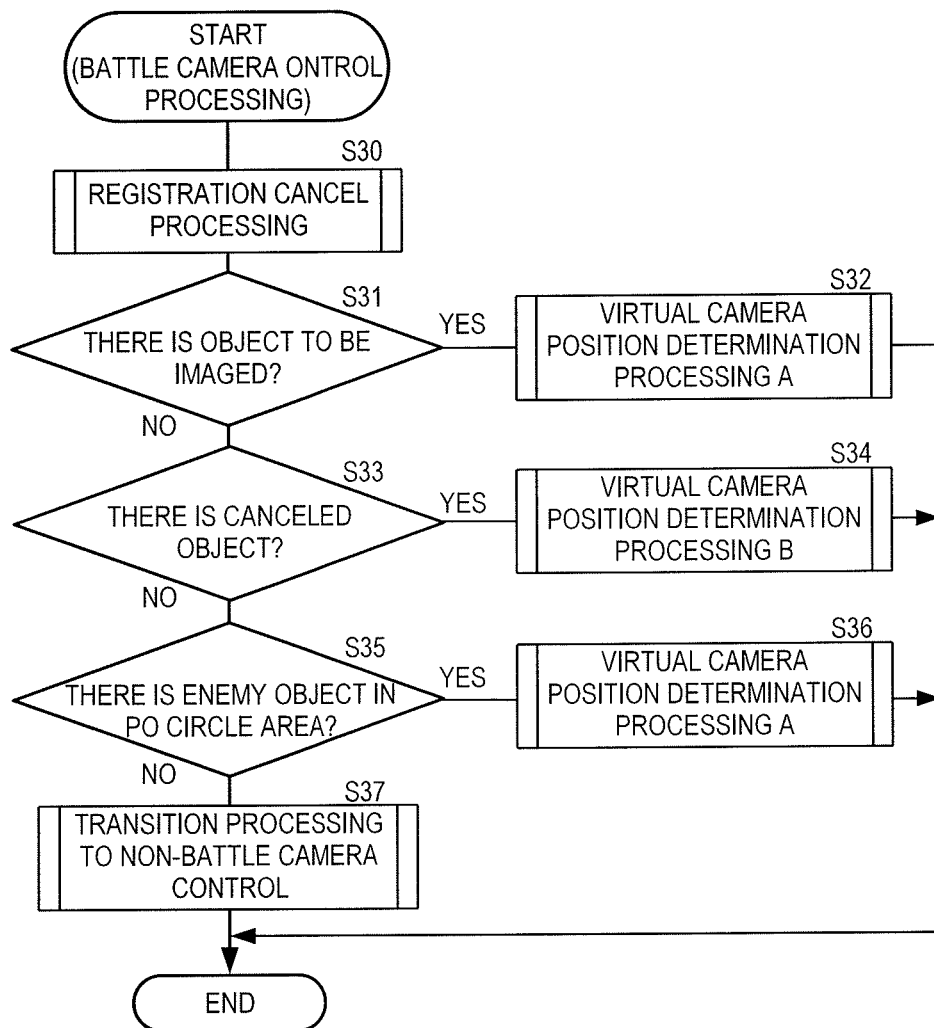 START
(BATTLE CAMERA ONTROL
PROCESSING)
S30
REGISTRATION CANCEL
PROCESSING
S31
THERE IS OBJECT TO BE
IMAGED?
YES
NO
S32
VIRTUAL CAMERA
POSITION DETERMINATION
PROCESSING A
S33
THERE IS CANCELED
OBJECT?
YES
NO
S34
VIRTUAL CAMERA
POSITION DETERMINATION
PROCESSING B
S35
THERE IS ENEMY OBJECT IN
PO CIRCLE AREA?
YES
NO
S36
VIRTUAL CAMERA
POSITION DETERMINATION
PROCESSING A
S37
TRANSITION PROCESSING
TO NON-BATTLE CAMERA
CONTROL
END